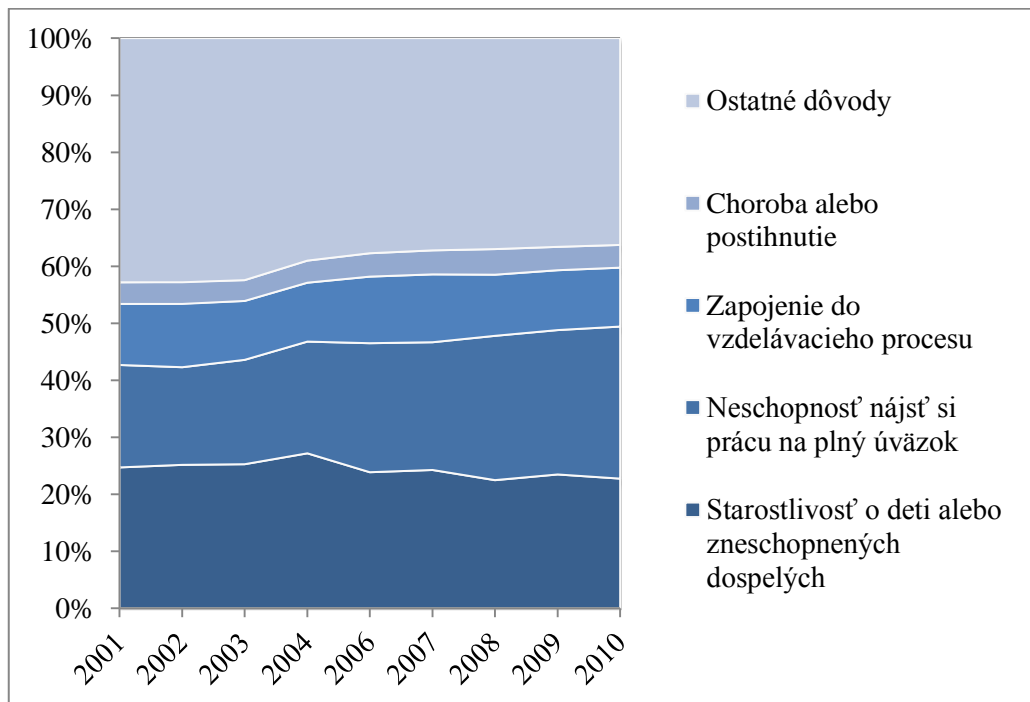 100%
90%
80%
70%
60%
50%
40%
30%
20%
10%
0%
2001
2002
2003
2004
2006
2007
2008
2009
2010
Ostatné dôvody
Choroba alebo
postihnutie
Zapojenie do
vzdelávacieho procesu
Neschopnosť nájsť si
prácu na plný úväzok
Starostlivosť o deti alebo
zneschopnených
dospelých